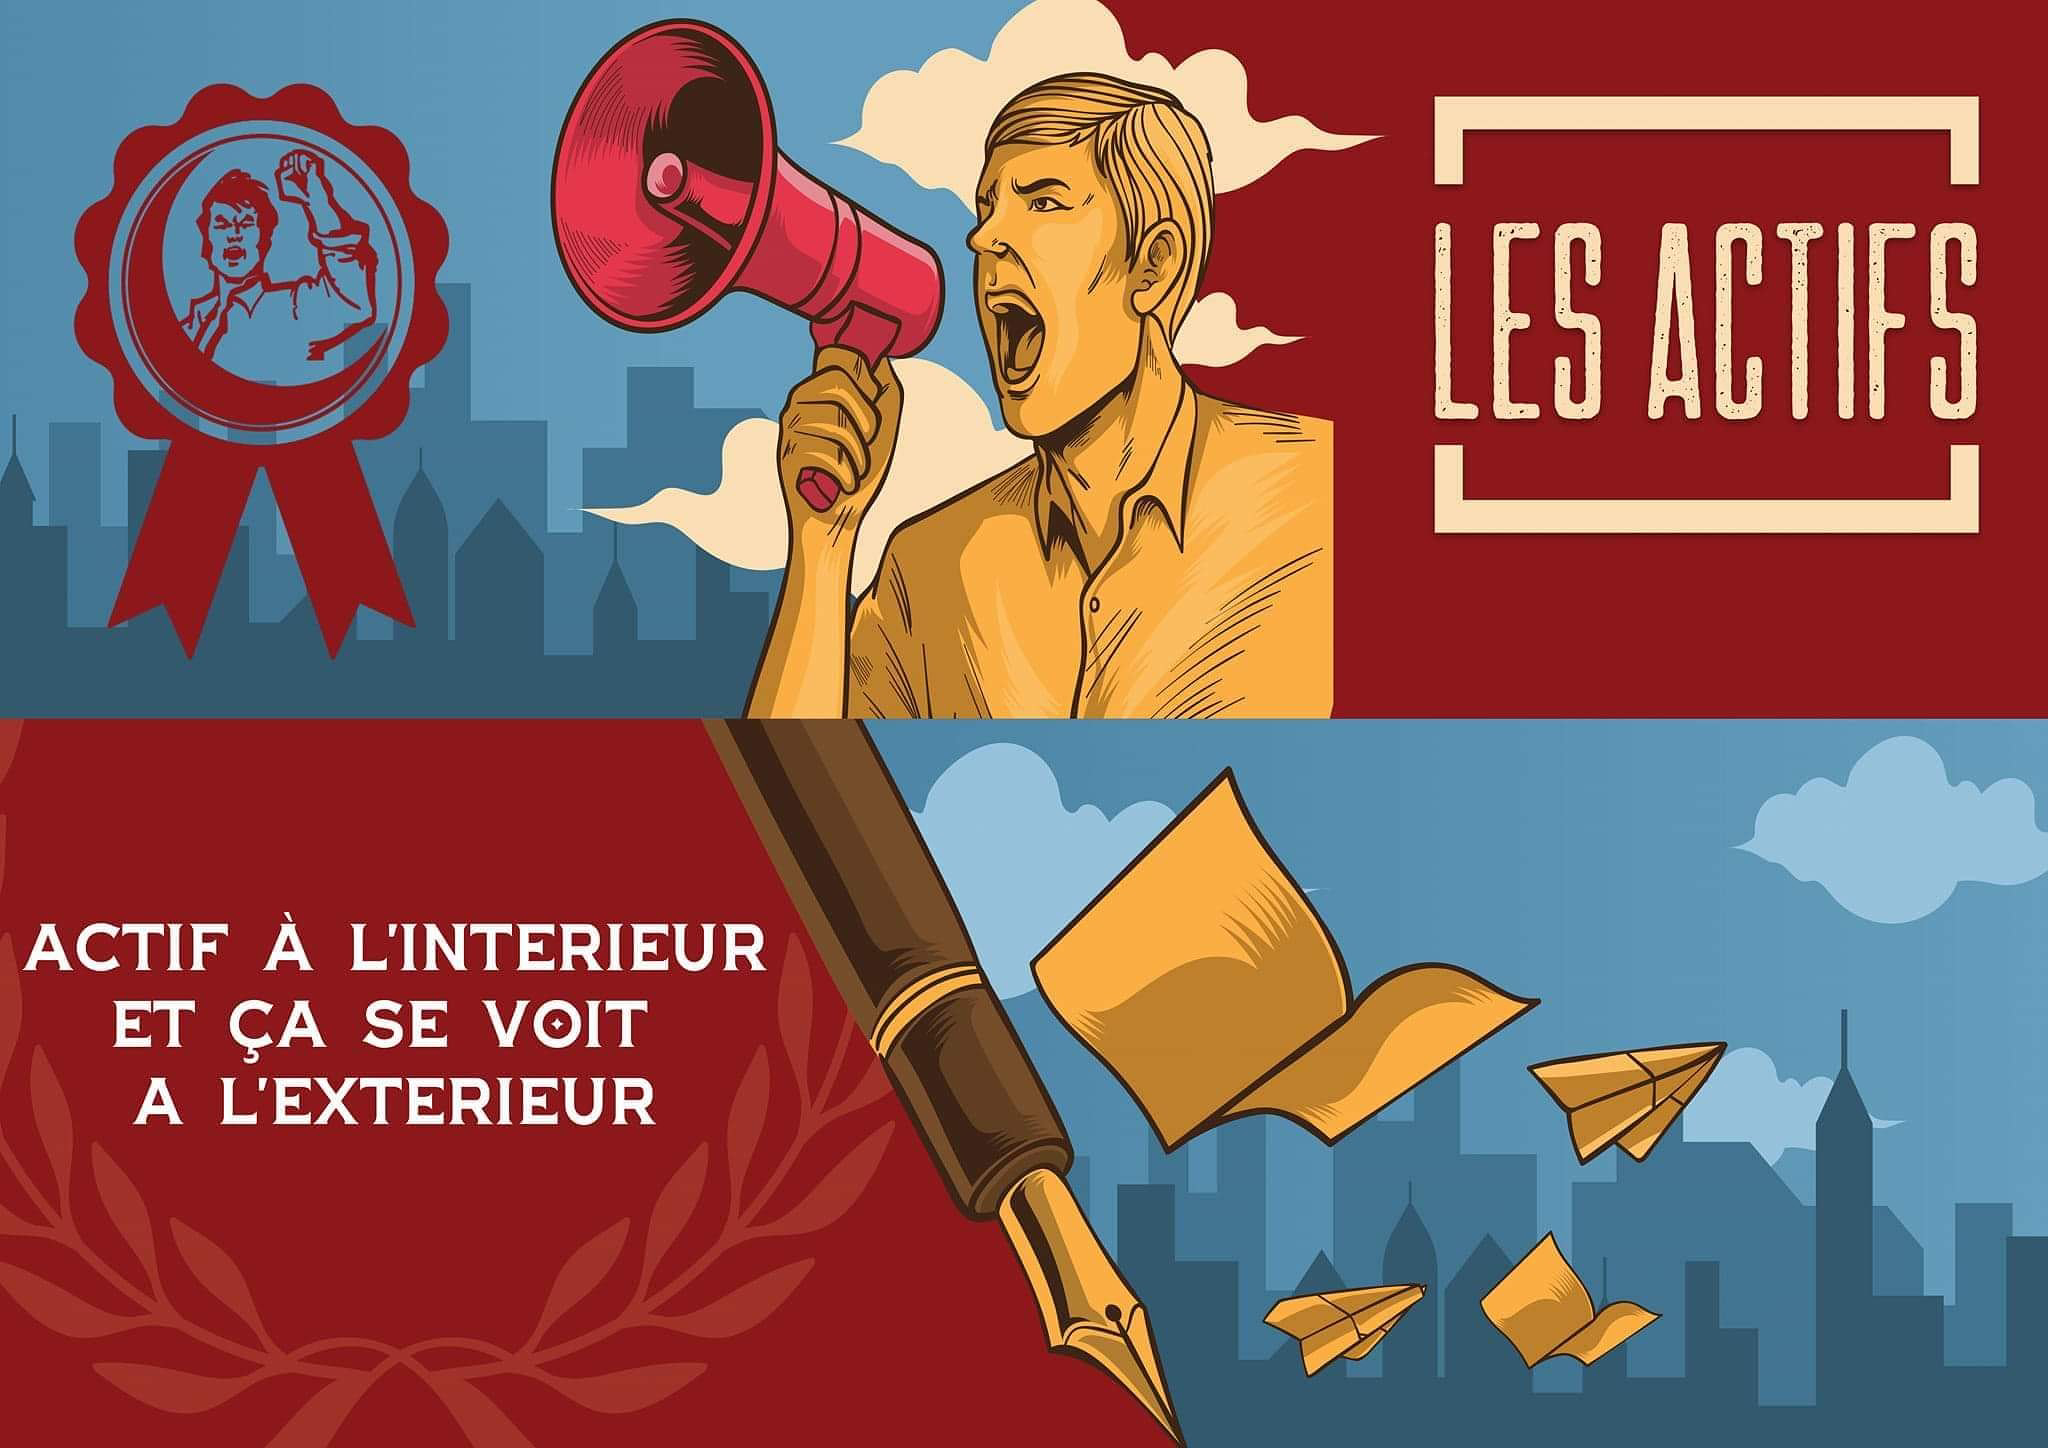 LES ACTIFS
ACTIF À L'INTERIEUR
ET ÇA SE VOIT
A L'EXTERIEUR